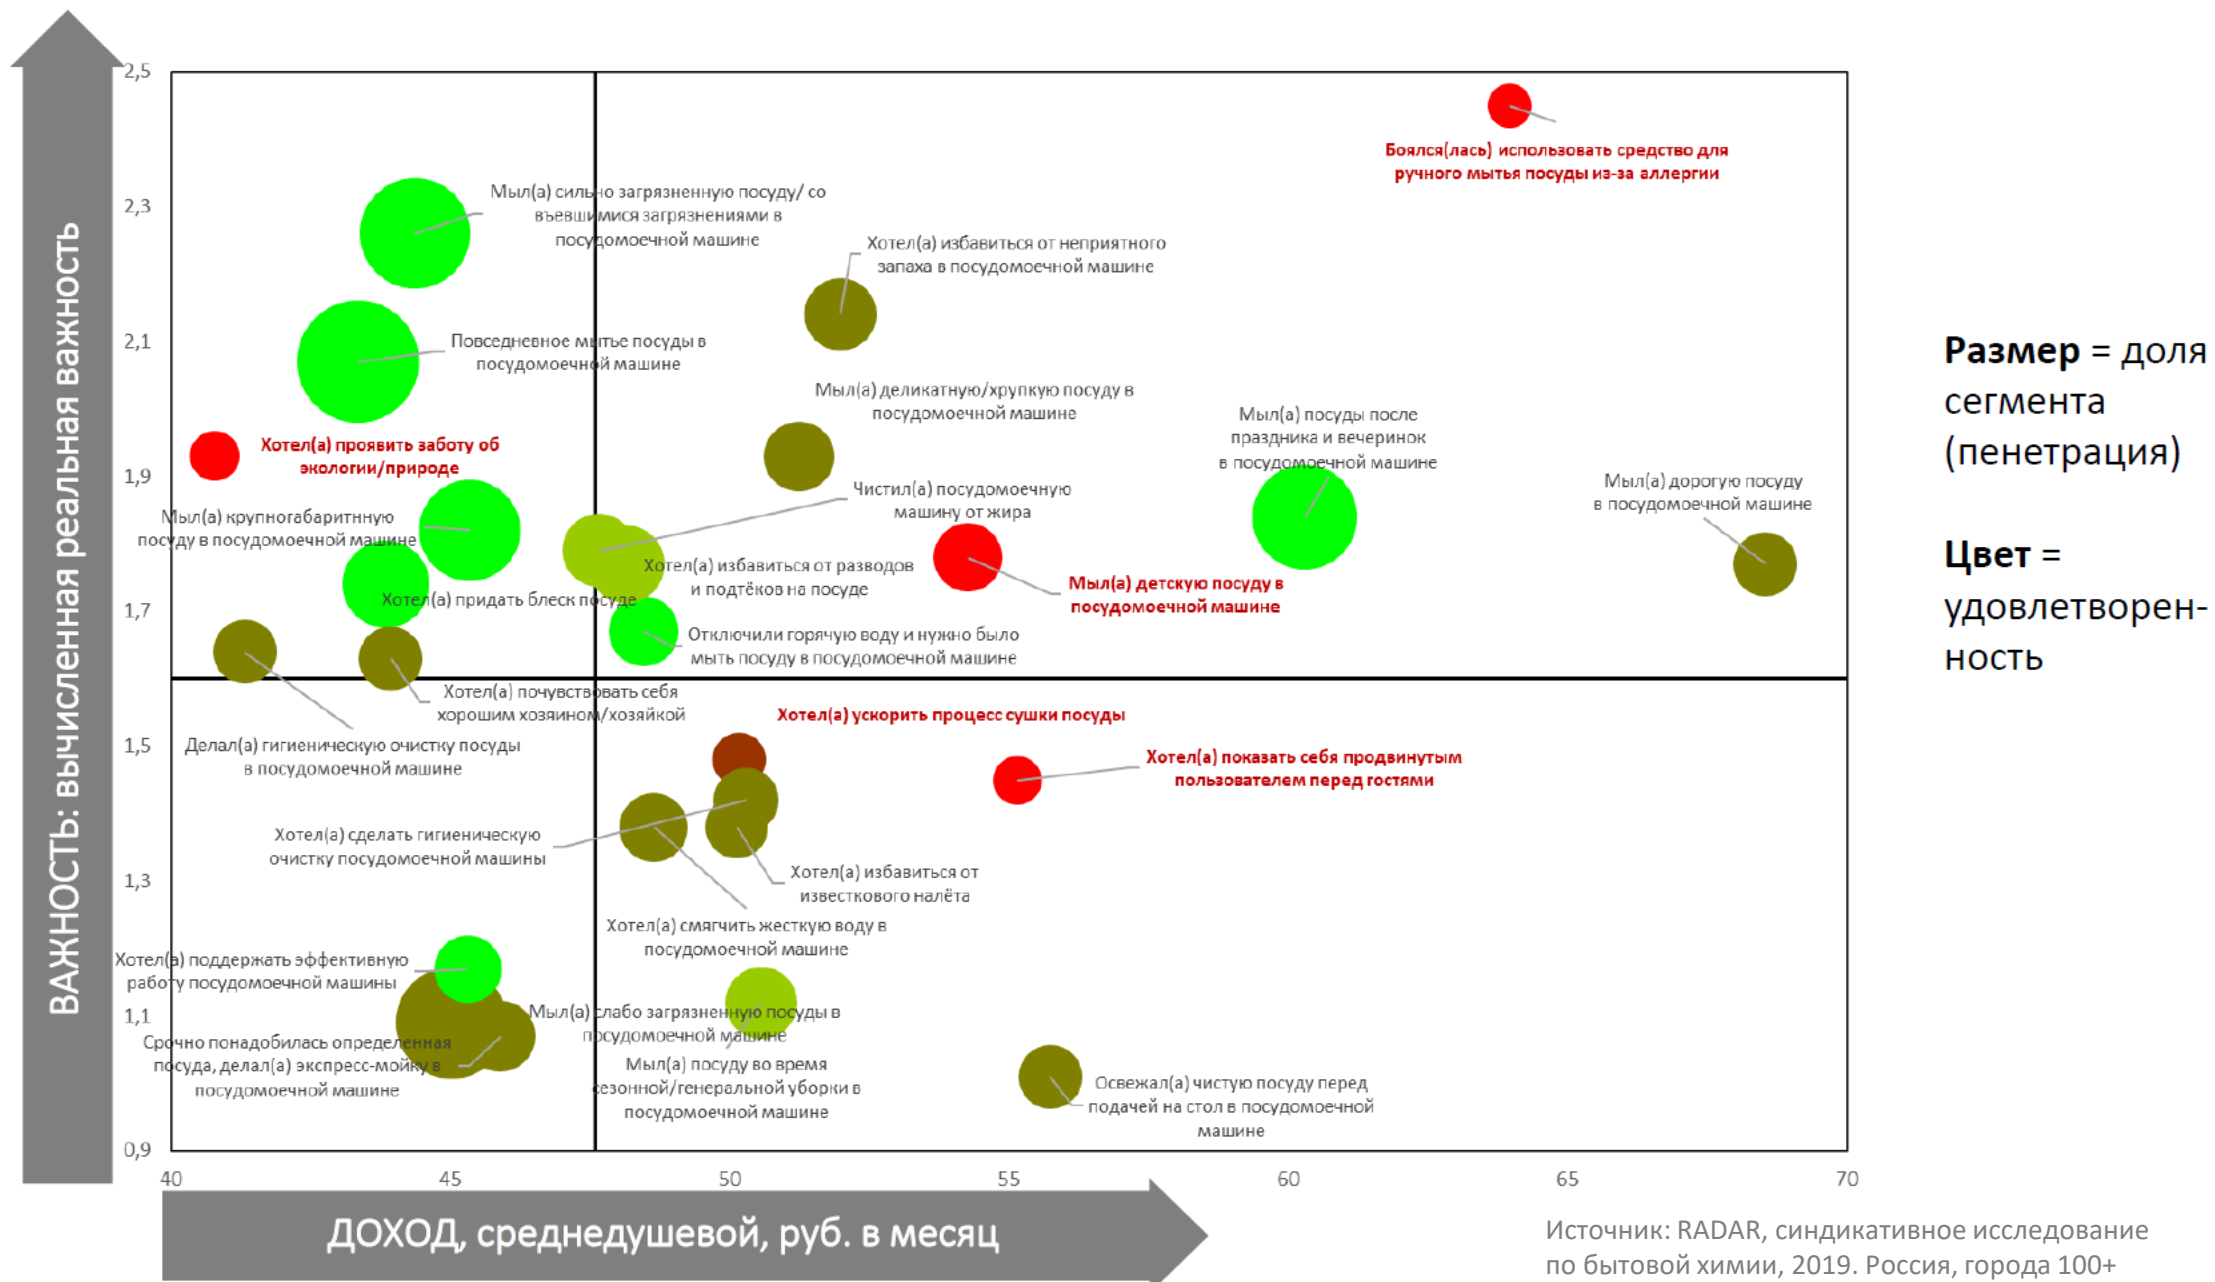 ВАЖНОСТЬ: вычисленная реальная важность
2,5
2,3
2,1
1,9
1,7
1,5
1,3
1,1
0,9
Боялся(лась) использовать средство для
ручного мытья посуды из-за аллергии
Мыл(а) сильно загрязненную посуду/ со
въевшимися загрязнениями в
посудомоечной машине
Хотел(а) избавиться от неприятного
запаха в посудомоечной машине
Повседневное мытье посуды в
посудомоечной машине
Мыл(а) деликатную/хрупкую посуду в
посудомоечной машине
Мыл(а) посуды после
праздника и вечеринок
в посудомоечной машине
Хотел(а) проявить заботу об
экологии/природе
Мыл(а) дорогую посуду
в посудомоечной машине
Чистил(а) посудомоечную
машину от жира
Мыл(а) крупногабаритнную
посуду в посудомоечной машине
Хотел(а) избавиться от разводов
и подтёков на посуде
Мыл(а) детскую посуду в
посудомоечной машине
Хотел(а) придать блеск посуде
Отключили горячую воду и нужно было
мыть посуду в посудомоечной машине
Хотел(а) почувствовать себя
хорошим хозяином/хозяйкой
Хотел(а) ускорить процесс сушки посуды
Делал(а) гигиеническую очистку посуды
в посудомоечной машине
Хотел(а) показать себя продвинутым
пользователем перед гостями
Хотел(а) сделать гигиеническую
очистку посудомоечной машины
Хотел(а) избавиться от
известкового налёта
Хотел(а) смягчить жесткую воду в
посудомоечной машине
Хотел(а) поддержать эффективную
работу посудомоечной машины
Мыл(а) слабо загрязненную посуды в
посудомоечной машине
Срочно понадобилась определенная
посуда, делал(а) экспресс-мойку в
посудомоечной машине
Мыл(а) посуду во время
сезонной/генеральной уборки в
посудомоечной машине
Освежал(а) чистую посуду перед
подачей на стол в посудомоечной
машине
40
45
50
55
60
65
70
ДОХОД, среднедушевой, руб. в месяц
Размер = доля
сегмента
(пенетрация)
Цвет =
удовлетворен-
ность
Источник: RADAR, синдикативное исследование
по бытовой химии, 2019. Россия, города 100+